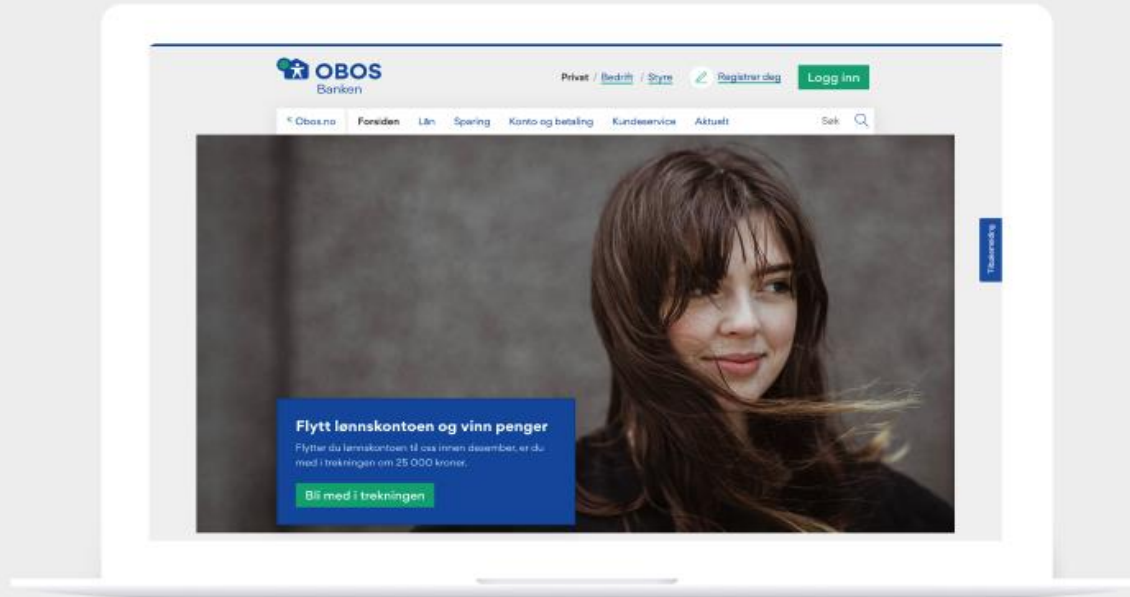 OBOS
Banken
Privat / Bedrift / Styre Registrer deg Logg inn
< Obos.no Forsiden Lån Sparing Konto og betaling Kundeservice Aktuelt Søk
Tilbakemelding
Flytt lønnskontoen og vinn penger
Flytter du lønnskontoen til oss innen desember, er du
med i trekningen om 25 000 kroner.
Bli med i trekningen